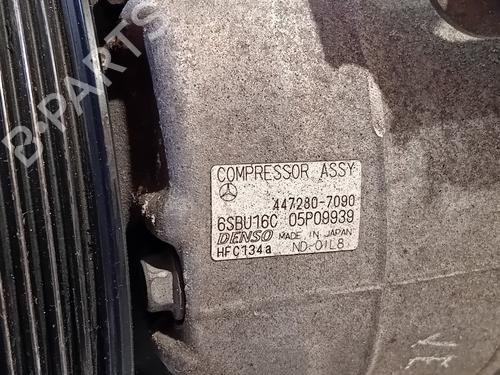 COMPRESSOR ASSY
447280-7090
6SBU16C 05P09939
DENSO MADE IN JAPAN
HFC134a ND-OIL8
B-PARTS